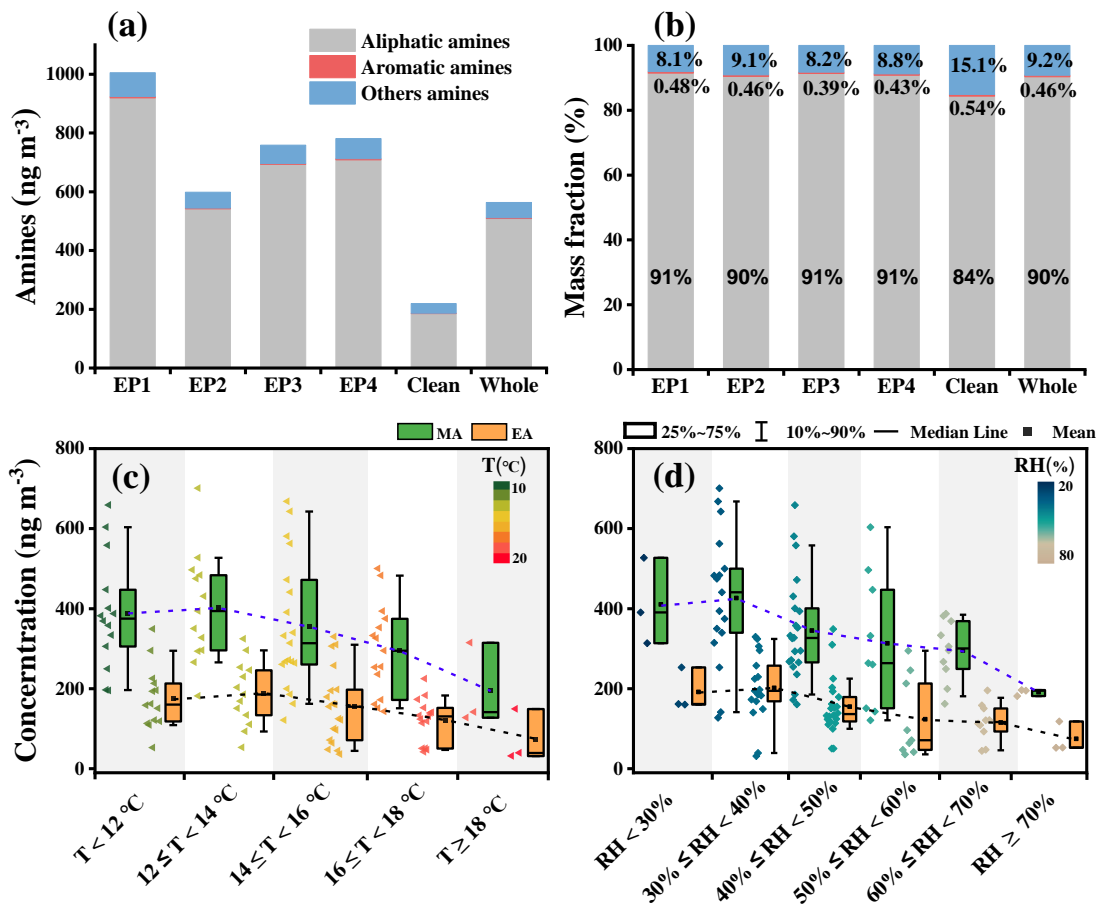 (a)
Aliphatic amines
Aromatic amines
Others amines
Amines (ng m⁻³)
1000
800
600
400
200
0
EP1 EP2 EP3 EP4 Clean Whole
(b)
Mass fraction (%)
100
80
60
40
20
0
8.1% 9.1% 8.2% 8.8% 15.1% 9.2%
0.48% 0.46% 0.39% 0.43% 0.54% 0.46%
91% 90% 91% 91% 84% 90%
EP1 EP2 EP3 EP4 Clean Whole
MA EA
(c)
T(°C)
10
20
Concerntration (ng m⁻³)
800
600
400
200
0
T < 12 °C
12 ≤ T < 14 °C
14 ≤ T < 16 °C
16 ≤ T < 18 °C
T ≥ 18 °C
25%~75% 10%~90% Median Line Mean
(d)
RH(%)
20
80
800
600
400
200
0
RH < 30%
30% ≤ RH < 40%
40% ≤ RH < 50%
50% ≤ RH < 60%
60% ≤ RH < 70%
RH ≥ 70%